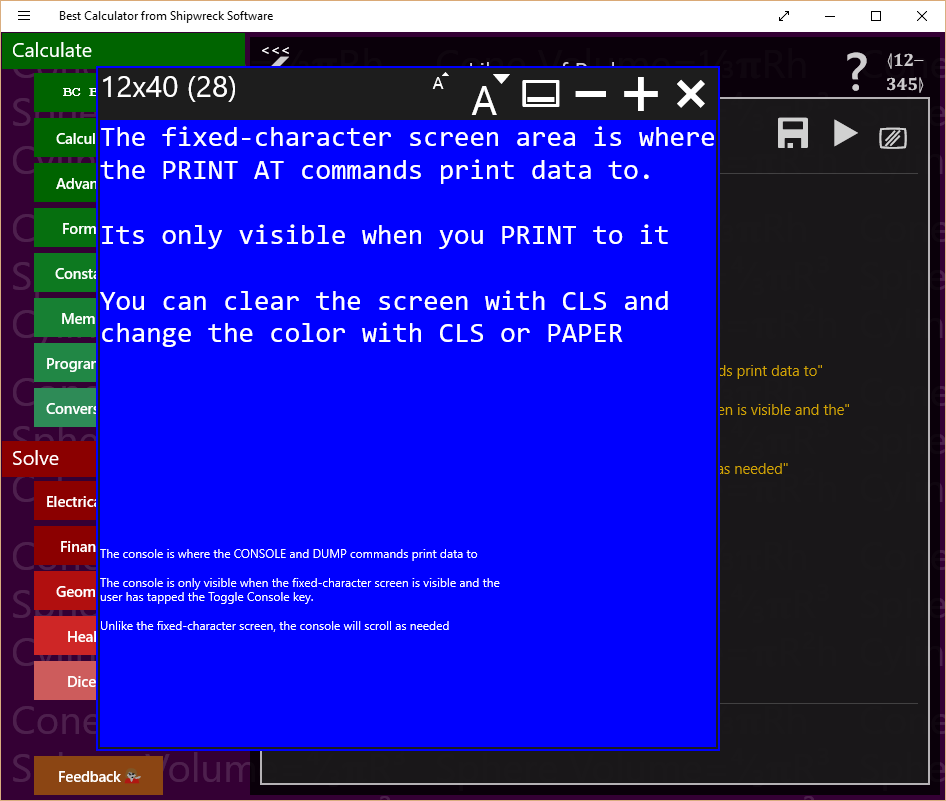 Best Calculator from Shipwreck Software
Calculate
<<<
12x40 (28)
A
A
(12–
345)
BC
Calcul
The fixed-character screen area is where
the PRINT AT commands print data to.
Advan
Form
Its only visible when you PRINT to it
Consta
You can clear the screen with CLS and
change the color with CLS or PAPER
Mem
Progran
ds print data to"
Convers
en is visible and the"
Solve
as needed"
Electrica
Finan
The console is where the CONSOLE and DUMP commands print data to
The console is only visible when the fixed-character screen is visible and the
user has tapped the Toggle Console key.
Geom
Unlike the fixed-character screen, the console will scroll as needed
Heal
Dice
Cone
Feedback
Volum